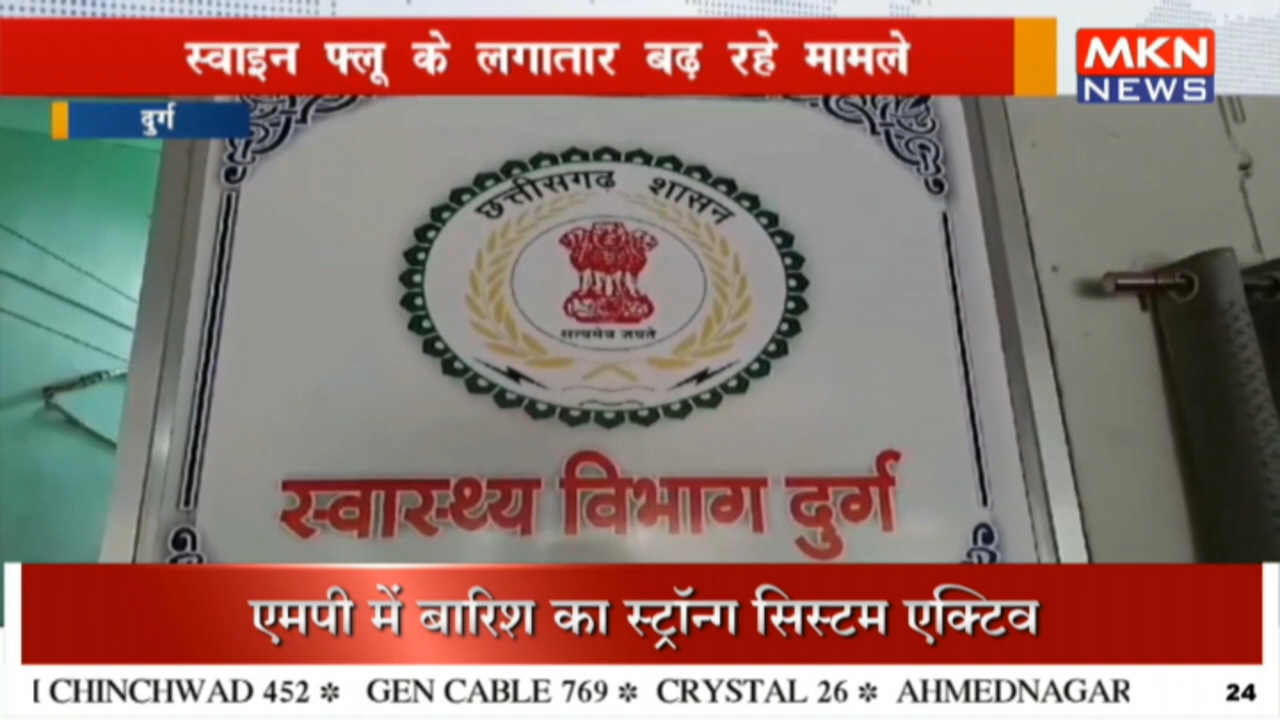 स्वाइन फ्लू के लगातार बढ़ रहे मामले
MKN
NEWS
दुर्ग
छत्तीसगढ़ शासन
सत्यमेव जयते
स्वास्थ्य विभाग दुर्ग
एमपी में बारिश का स्ट्रॉन्ग सिस्टम एक्टिव
CHINCHWAD 452 ✻ GEN CABLE 769 ✻ CRYSTAL 26 ✻ AHMEDNAGAR
24